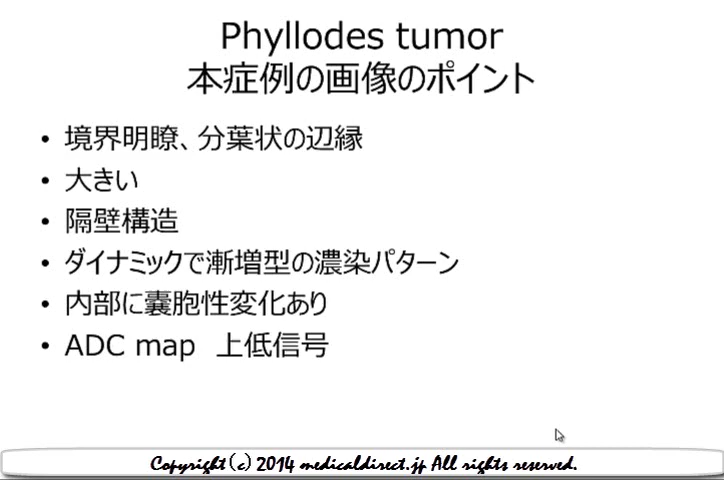 Phyllodes tumor
本症例の画像のポイント
• 境界明瞭、分葉状の辺縁
• 大きい
• 隔壁構造
• ダイナミックで漸増型の濃染パターン
• 内部に嚢胞性変化あり
• ADC map 上低信号
Copyright (c) 2014 medicaldirect.jp All rights reserved.